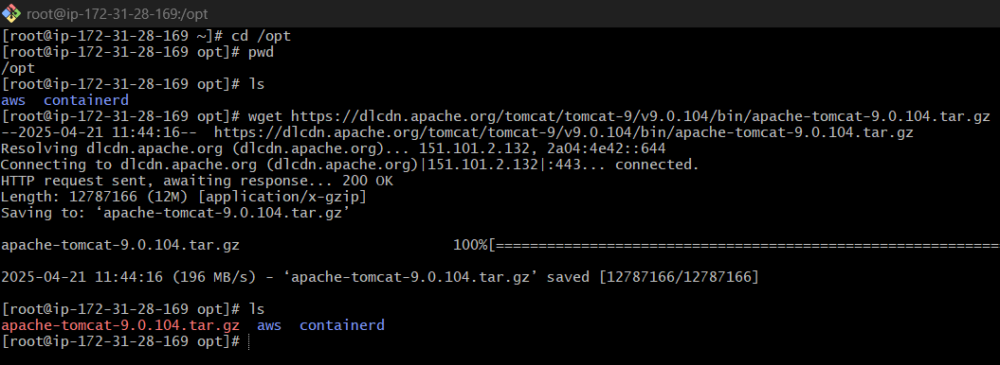 root@ip-172-31-28-169:/opt
[root@ip-172-31-28-169 ~]# cd /opt
[root@ip-172-31-28-169 opt]# pwd
/opt
[root@ip-172-31-28-169 opt]# ls
aws  containerd
[root@ip-172-31-28-169 opt]# wget https://dlcdn.apache.org/tomcat/tomcat-9/v9.0.104/bin/apache-tomcat-9.0.104.tar.gz
--2025-04-21 11:44:16--  https://dlcdn.apache.org/tomcat/tomcat-9/v9.0.104/bin/apache-tomcat-9.0.104.tar.gz
Resolving dlcdn.apache.org (dlcdn.apache.org)... 151.101.2.132, 2a04:4e42::644
Connecting to dlcdn.apache.org (dlcdn.apache.org)|151.101.2.132|:443... connected.
HTTP request sent, awaiting response... 200 OK
Length: 12787166 (12M) [application/x-gzip]
Saving to: ‘apache-tomcat-9.0.104.tar.gz’
apache-tomcat-9.0.104.tar.gz                         100%[===========================================================
2025-04-21 11:44:16 (196 MB/s) - ‘apache-tomcat-9.0.104.tar.gz’ saved [12787166/12787166]
[root@ip-172-31-28-169 opt]# ls
apache-tomcat-9.0.104.tar.gz  aws  containerd
[root@ip-172-31-28-169 opt]#